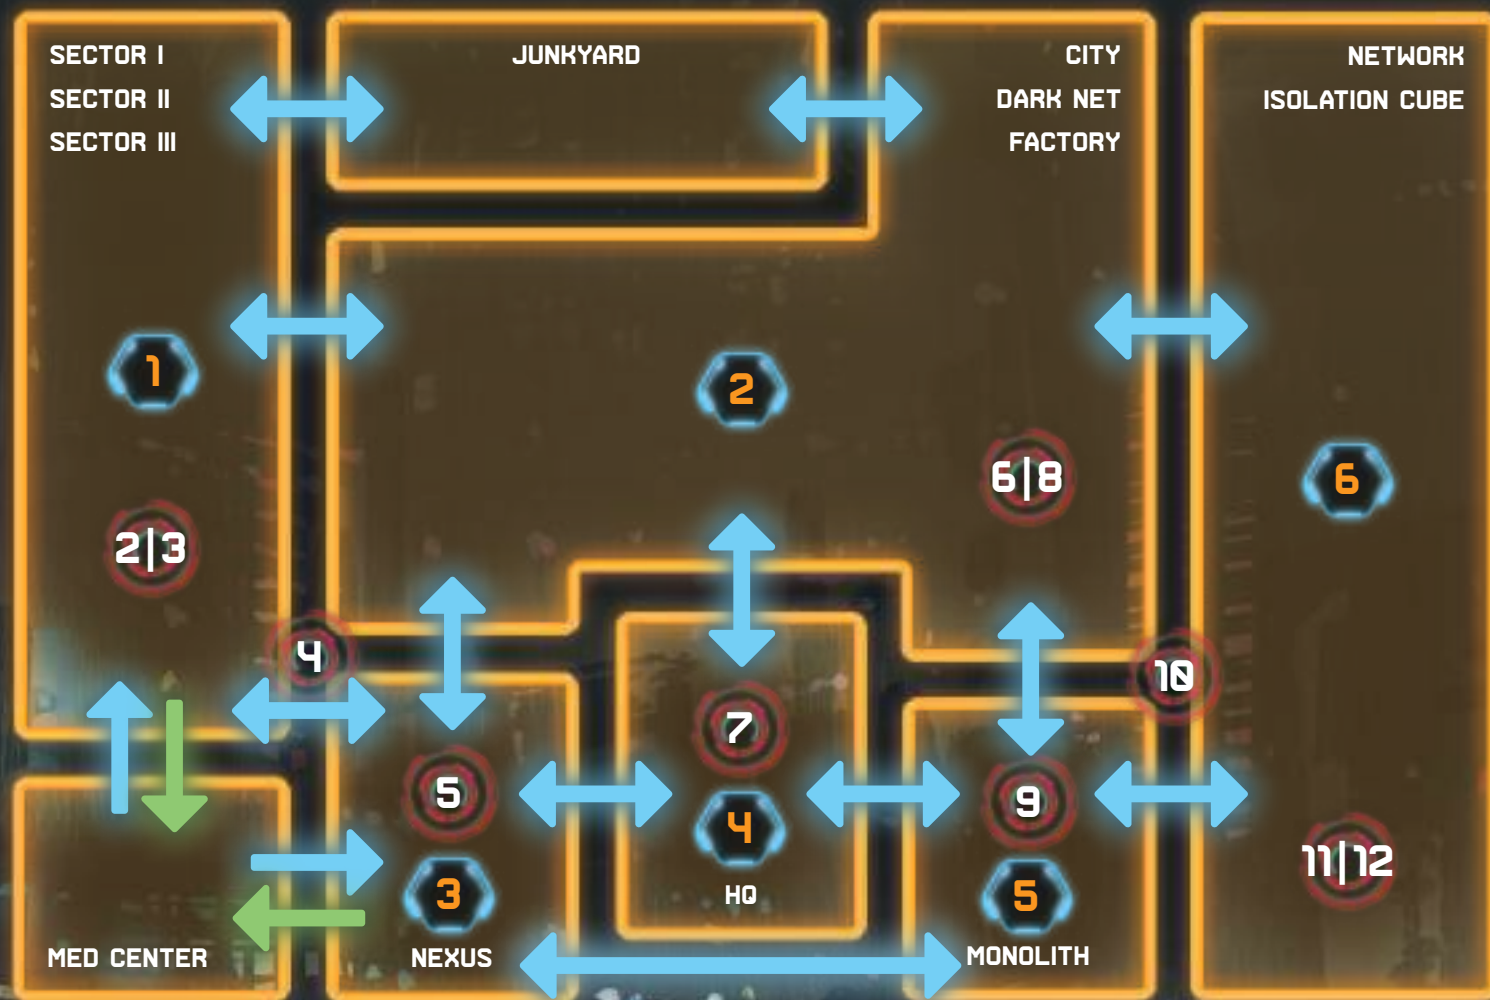 SECTOR I
SECTOR II
SECTOR III
JUNKYARD
CITY
DARK NET
FACTORY
NETWORK
ISOLATION CUBE
1
2
6
2|3
6|8
4
10
7
5
9
4
3
5
11|12
HQ
MED CENTER
NEXUS
MONOLITH